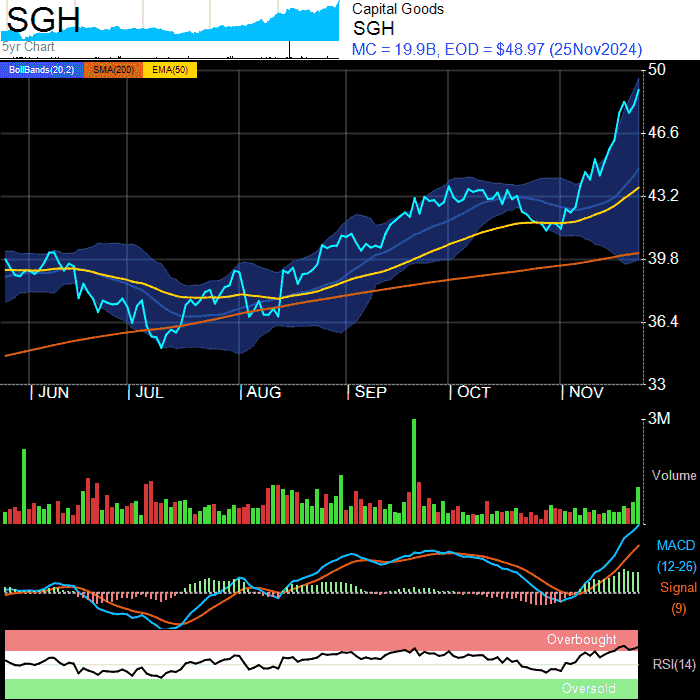 SGH
5yr Chart
Capital Goods
SGH
MC = 19.9B, EOD = $48.97 (25Nov2024)
BollBands(20,2) SMA(200) EMA(50)
50
46.6
43.2
39.8
36.4
33
JUN JUL AUG SEP OCT NOV
3M
Volume
MACD
(12-26)
Signal
(9)
Overbought
RSI(14)
Oversold